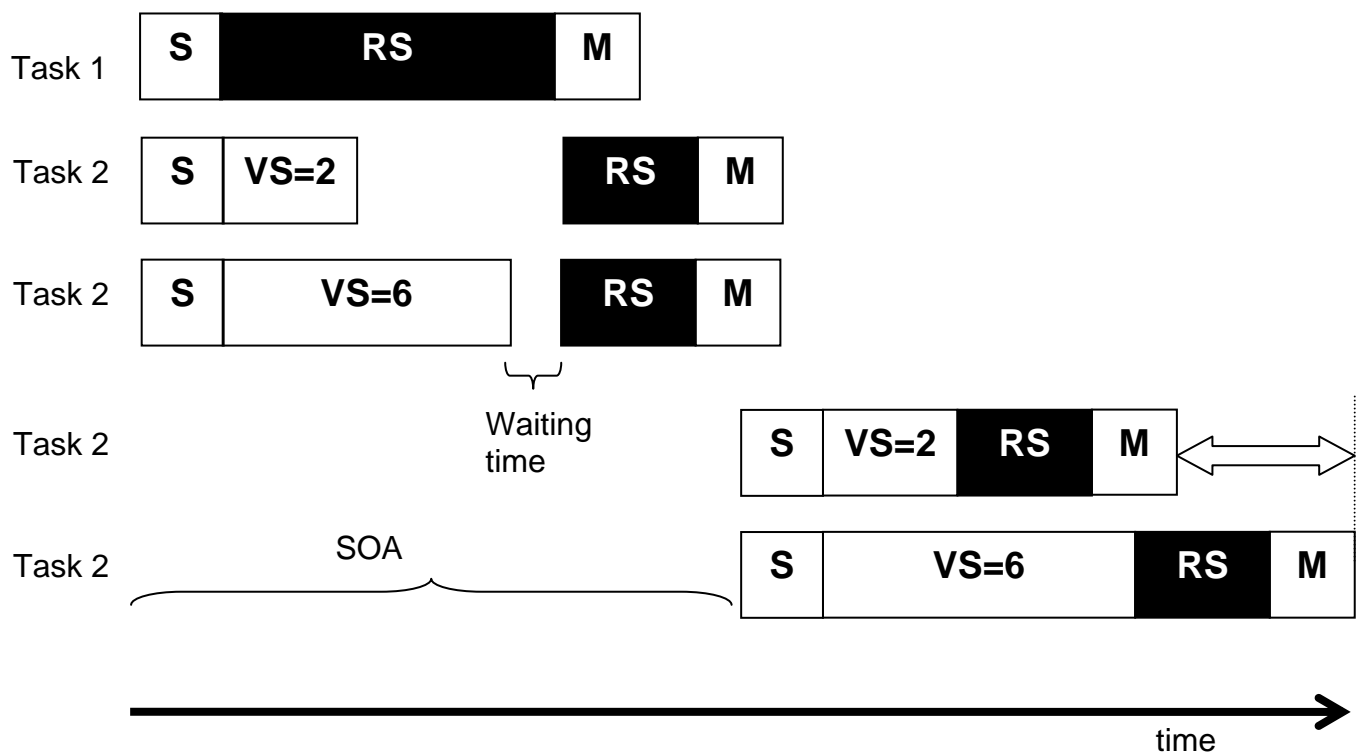 Task 1 S RS M
Task 2 S VS=2 RS M
Task 2 S VS=6 RS M
Waiting
time
Task 2 S VS=2 RS M
SOA
Task 2 S VS=6 RS M
time